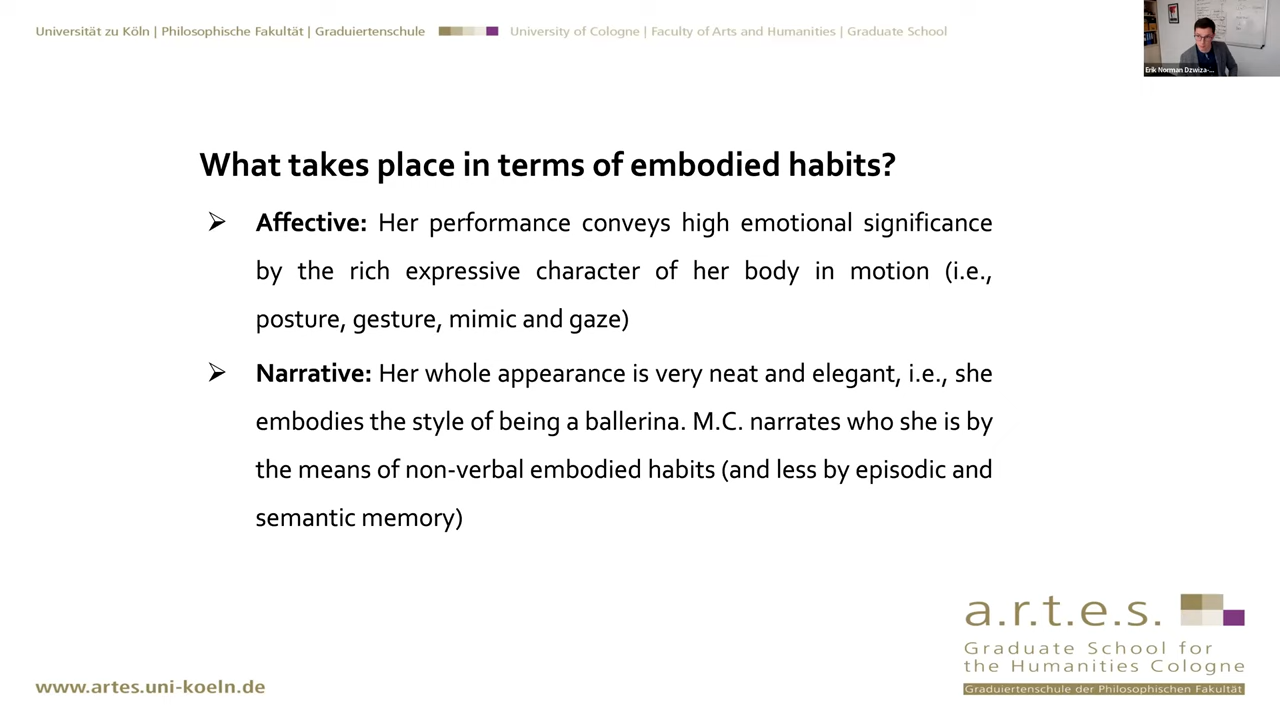 Universität zu Köln | Philosophische Fakultät | Graduiertenschule University of Cologne | Faculty of Arts and Humanities | Graduate School
Erik Norman Dzwiza-...
What takes place in terms of embodied habits?
Affective: Her performance conveys high emotional significance
by the rich expressive character of her body in motion (i.e.,
posture, gesture, mimic and gaze)
Narrative: Her whole appearance is very neat and elegant, i.e., she
embodies the style of being a ballerina. M.C. narrates who she is by
the means of non-verbal embodied habits (and less by episodic and
semantic memory)
a.r.t.e.s.
Graduate School for
the Humanities Cologne
Graduiertenschule der Philosophischen Fakultät
www.artes.uni-koeln.de